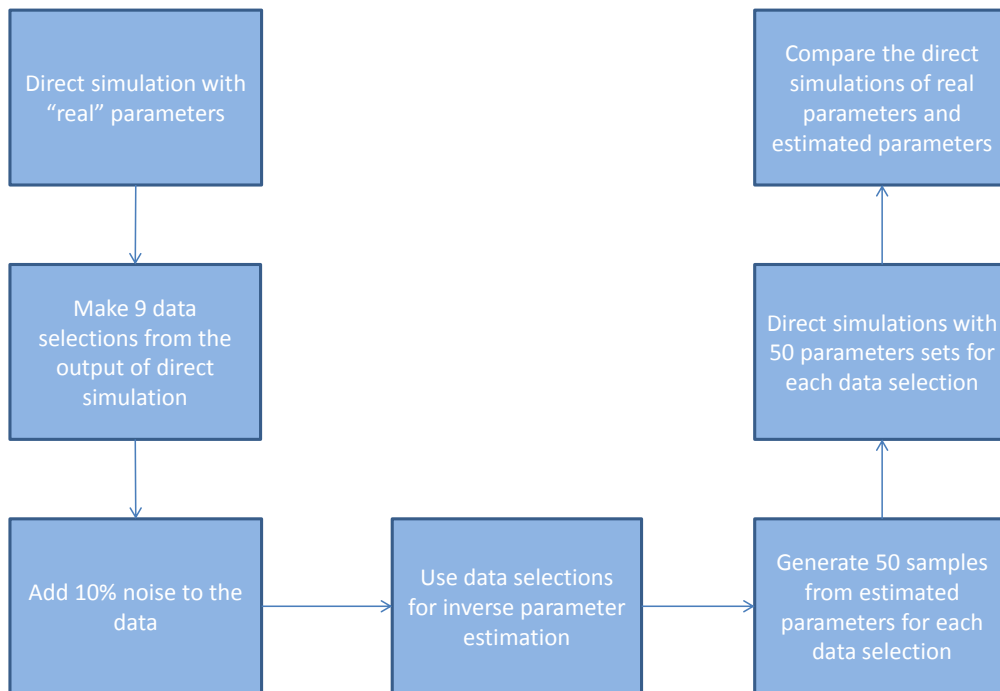 Direct simulation with
“real” parameters
Make 9 data
selections from the
output of direct
simulation
Add 10% noise to the
data
Use data selections
for inverse parameter
estimation
Generate 50 samples
from estimated
parameters for each
data selection
Direct simulations with
50 parameters sets for
each data selection
Compare the direct
simulations of real
parameters and
estimated parameters